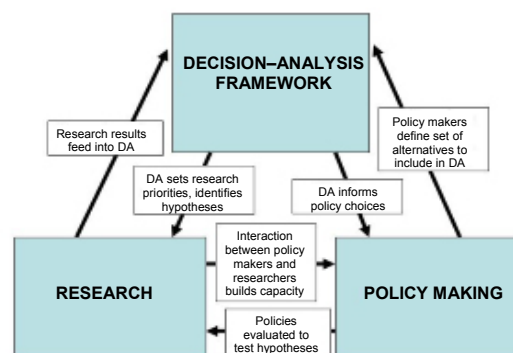 DECISION–ANALYSIS
FRAMEWORK
Research results
feed into DA
Policy makers
define set of
alternatives to
include in DA
DA sets research
priorities, identifies
hypotheses
DA informs
policy choices
Interaction
between policy
makers and
researchers
builds capacity
RESEARCH
POLICY MAKING
Policies
evaluated to
test hypotheses